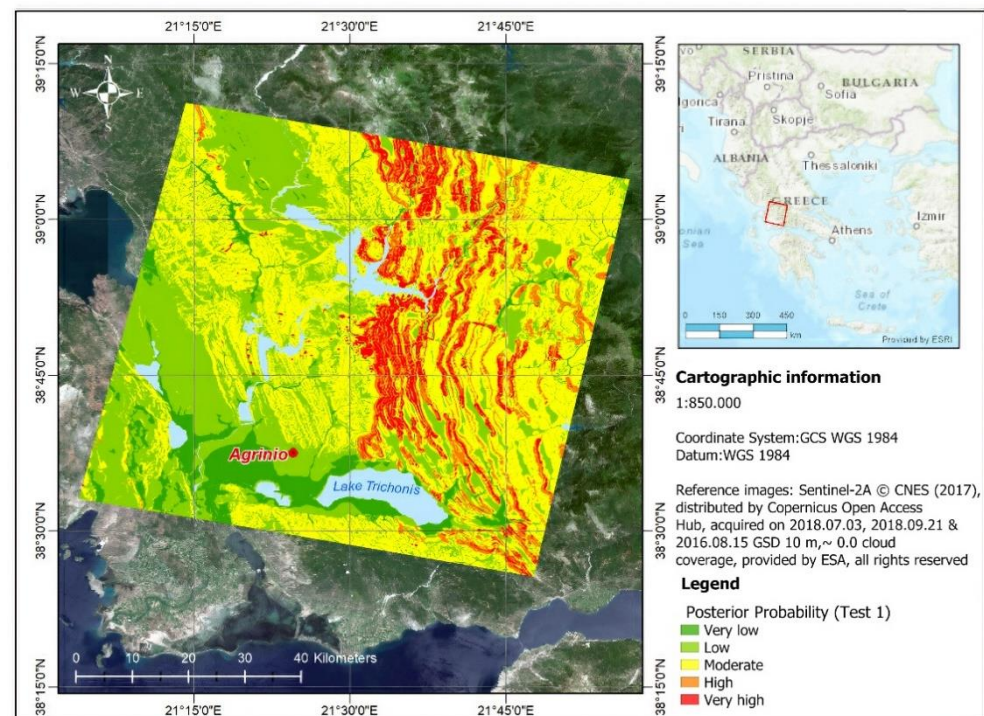 21°15'0"E 21°30'0"E 21°45'0"E
39°15'0"N
39°0'0"N
38°45'0"N
38°30'0"N
38°15'0"N
N
W E
S
Agrinio
Lake Trichonis
0 10 20 40 Kilometers
39°15'0"N
39°0'0"N
38°45'0"N
38°30'0"N
38°15'0"N
21°15'0"E 21°30'0"E 21°45'0"E
SERBIA
Pristina
BULGARIA
Sofia
Skopje
Tirana
ALBANIA
Thessaloniki
GREECE
Izmir
Athens
Sea
Sea of
Crete
0 150 300 450
km
Provided by ESRI
Cartographic information
1:850.000
Coordinate System:GCS WGS 1984
Datum:WGS 1984
Reference images: Sentinel-2A © CNES (2017),
distributed by Copernicus Open Access
Hub, acquired on 2018.07.03, 2018.09.21 &
2016.08.15 GSD 10 m,~ 0.0 cloud
coverage, provided by ESA, all rights reserved
Legend
Posterior Probability (Test 1)
Very low
Low
Moderate
High
Very high